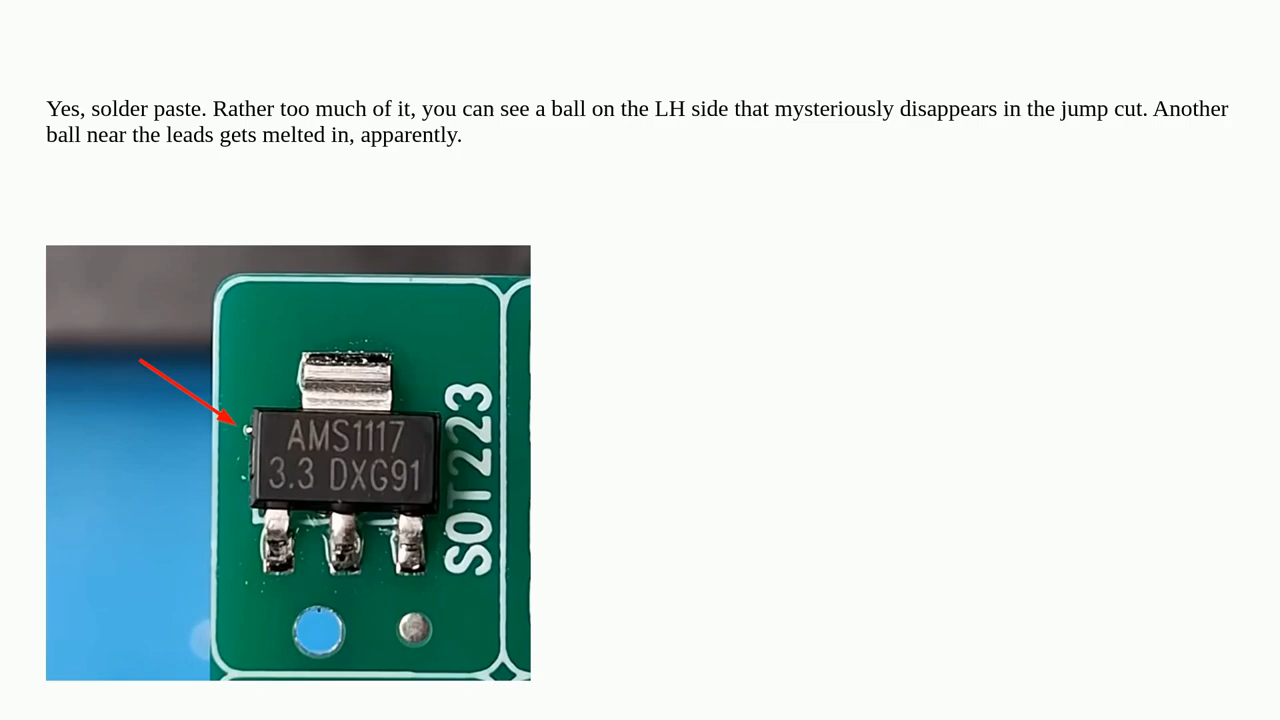 Yes, solder paste. Rather too much of it, you can see a ball on the LH side that mysteriously disappears in the jump cut. Another
ball near the leads gets melted in, apparently.
AMS1117
3.3 DXG91
SOT223